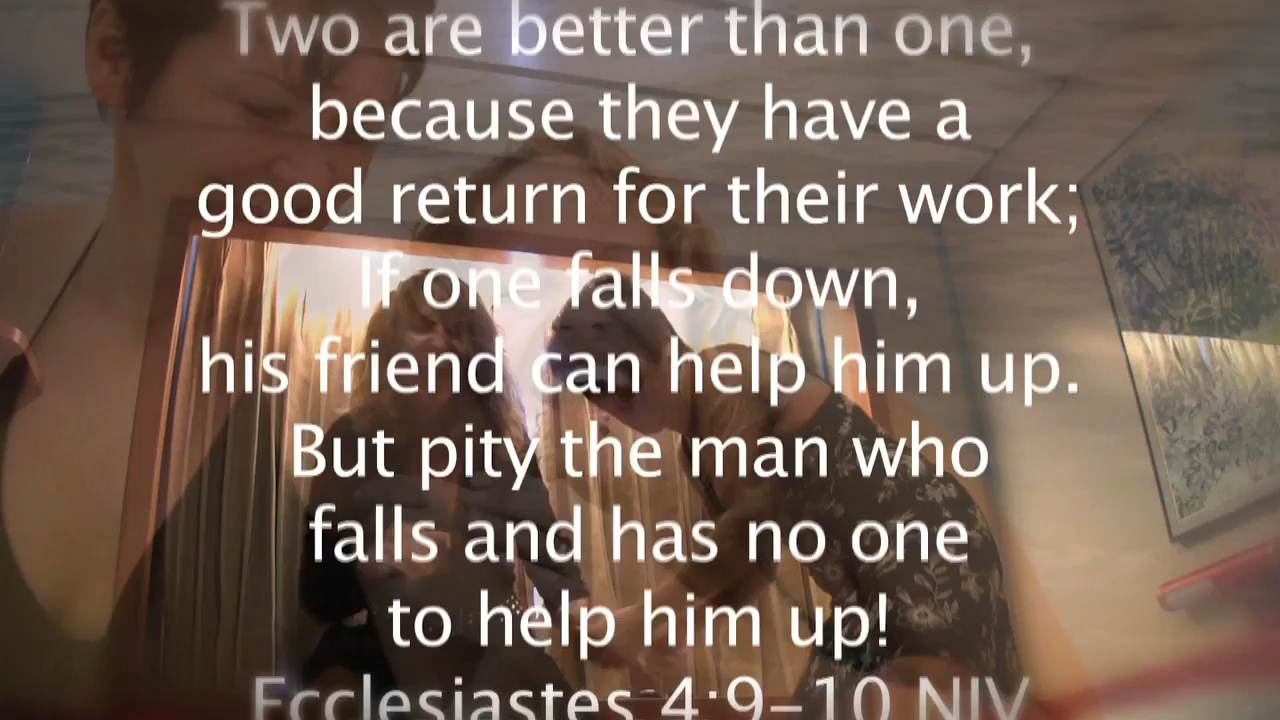 Two are better than one,
because they have a
good return for their work;
If one falls down,
his friend can help him up.
But pity the man who
falls and has no one
to help him up!
Ecclesiastes 4:9-10 NIV